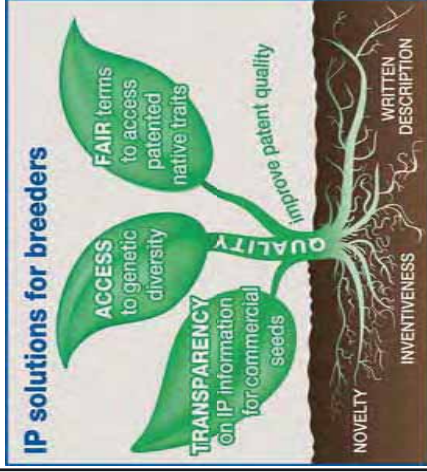 IP solutions for breeders
TRANSPARENCY
on IP information
for commercial
seeds
ACCESS
to genetic
diversity
FAIR terms
to access
patented
native traits
QUALITY
improve patent quality
NOVELTY
INVENTIVENESS
WRITTEN
DESCRIPTION